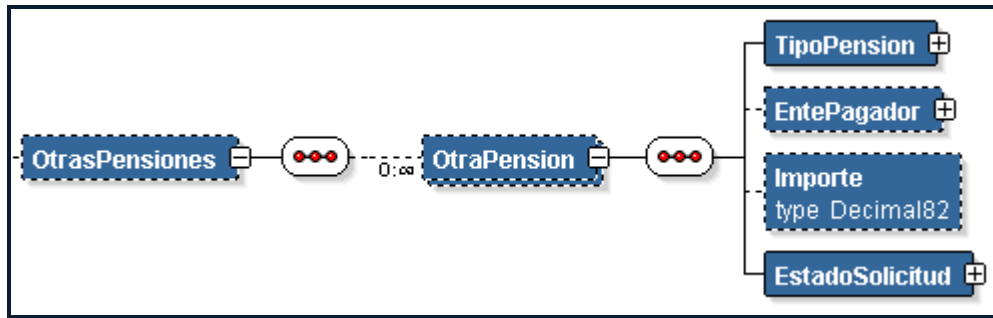 TipoPension
EntePagador
OtrasPensiones
OtraPension
0:∞
Importe
type Decimal82
EstadoSolicitud